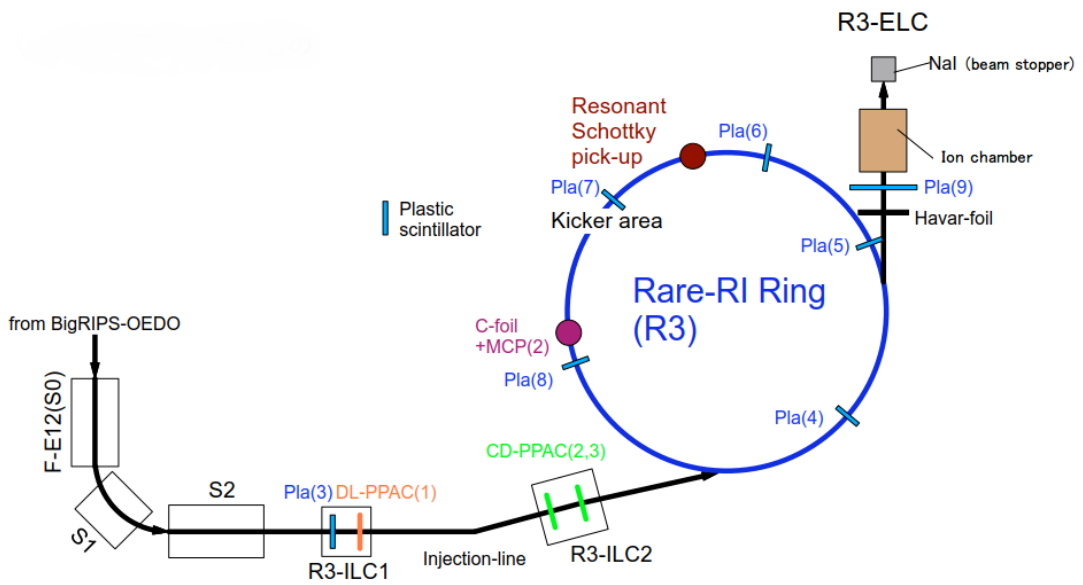 R3-ELC
NaI (beam stopper)
Resonant
Schottky
pick-up
Pla(6)
Ion chamber
Pla(7)
Pla(9)
Plastic
scintillator
Kicker area
Havar-foil
Pla(5)
Rare-RI Ring
(R3)
from BigRIPS-OEDO
C-foil
+MCP(2)
Pla(8)
Pla(4)
F-E12(S0)
CD-PPAC(2,3)
S1
S2
Pla(3)
DL-PPAC(1)
R3-ILC1
Injection-line
R3-ILC2